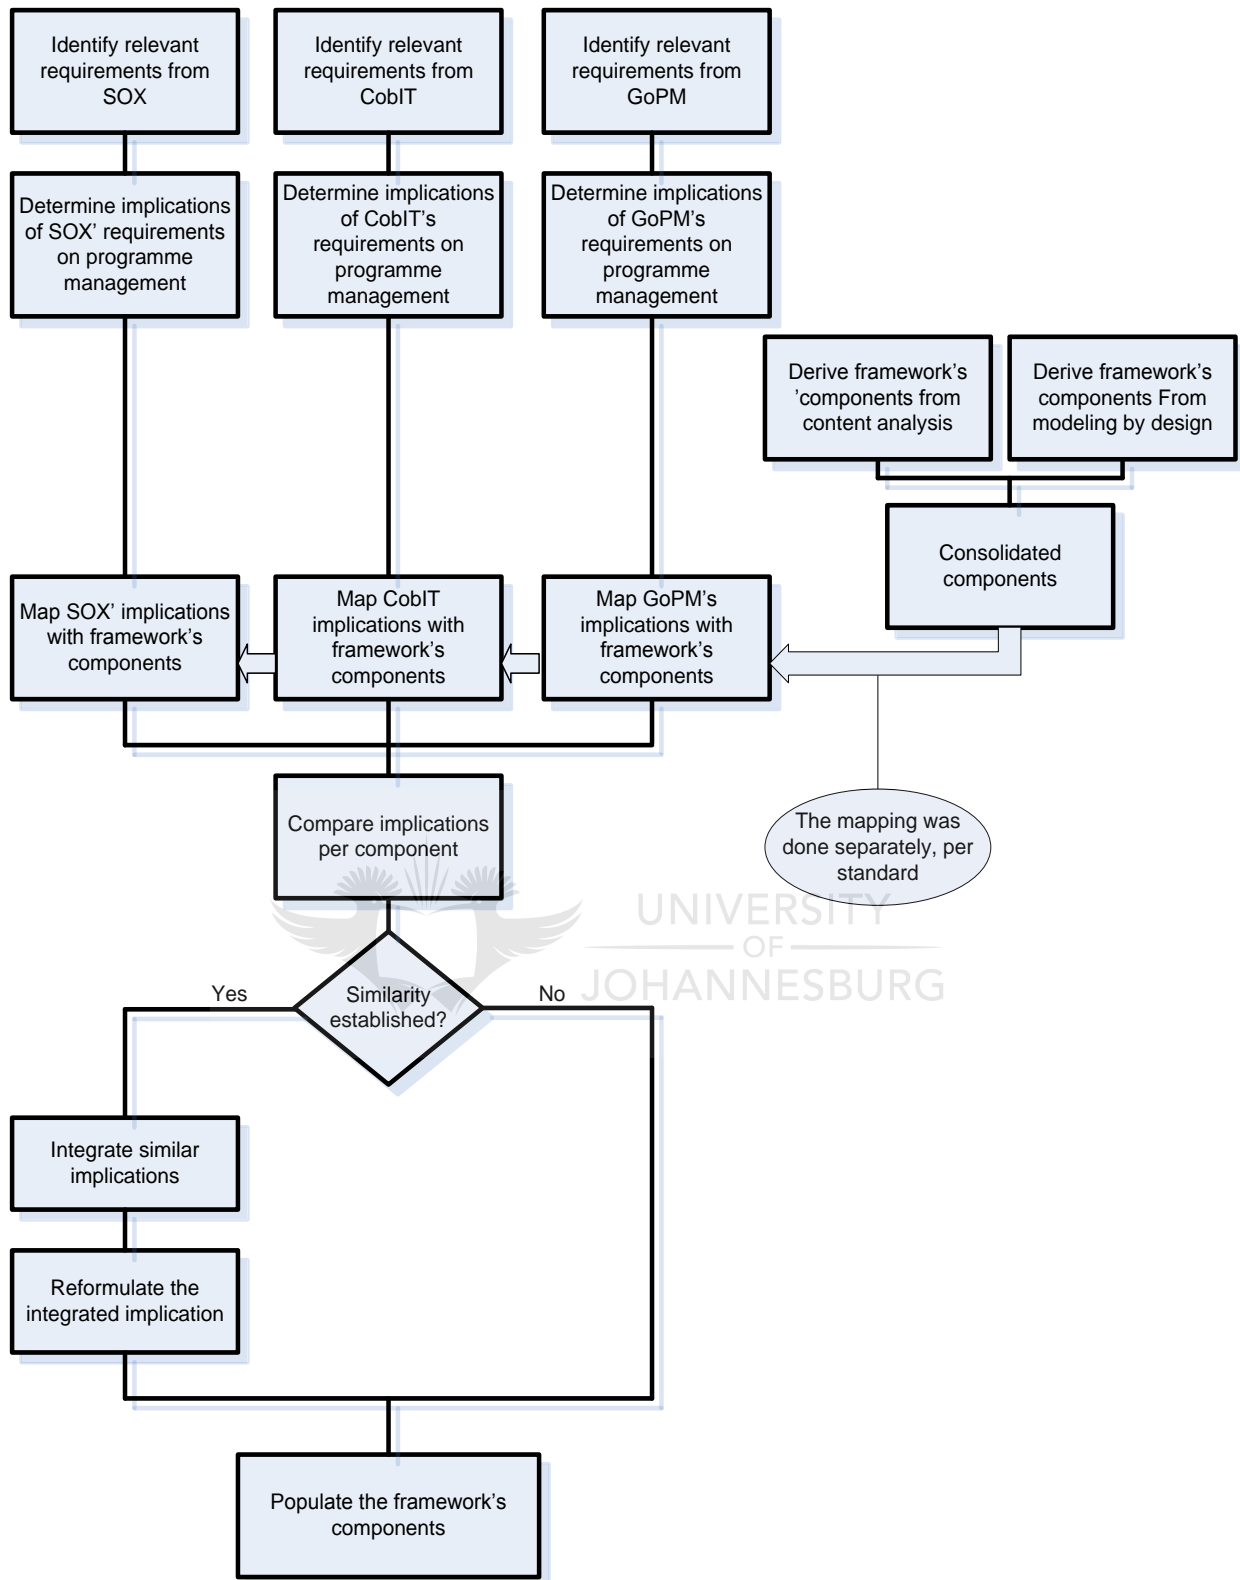 Identify relevant
requirements from
SOX
Identify relevant
requirements from
CobIT
Identify relevant
requirements from
GoPM
Determine implications
of SOX’ requirements
on programme
management
Determine implications
of CobIT’s
requirements on
programme
management
Determine implications
of GoPM’s
requirements on
programme
management
Derive framework’s
’components from
content analysis
Derive framework’s
components From
modeling by design
Consolidated
components
Map SOX’ implications
with framework’s
components
Map CobIT
implications with
framework’s
components
Map GoPM’s
implications with
framework’s
components
Compare implications
per component
The mapping was
done separately, per
standard
UNIVERSITY
OF
JOHANNESBURG
Similarity
established?
Yes
No
Integrate similar
implications
Reformulate the
integrated implication
Populate the framework’s
components